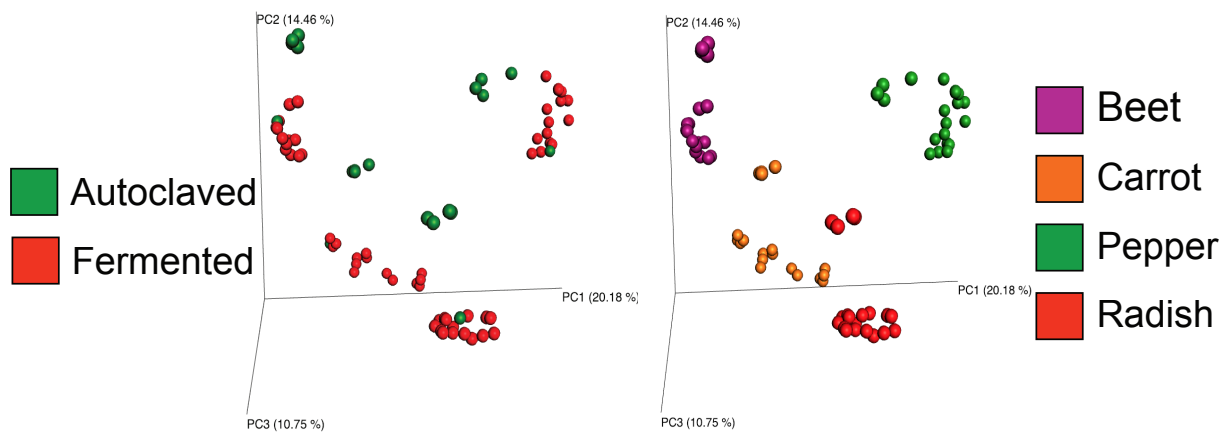 PC2 (14.46 %)
Autoclaved
Fermented
PC1 (20.18 %)
PC3 (10.75 %)
PC2 (14.46 %)
PC1 (20.18 %)
PC3 (10.75 %)
Beet
Carrot
Pepper
Radish